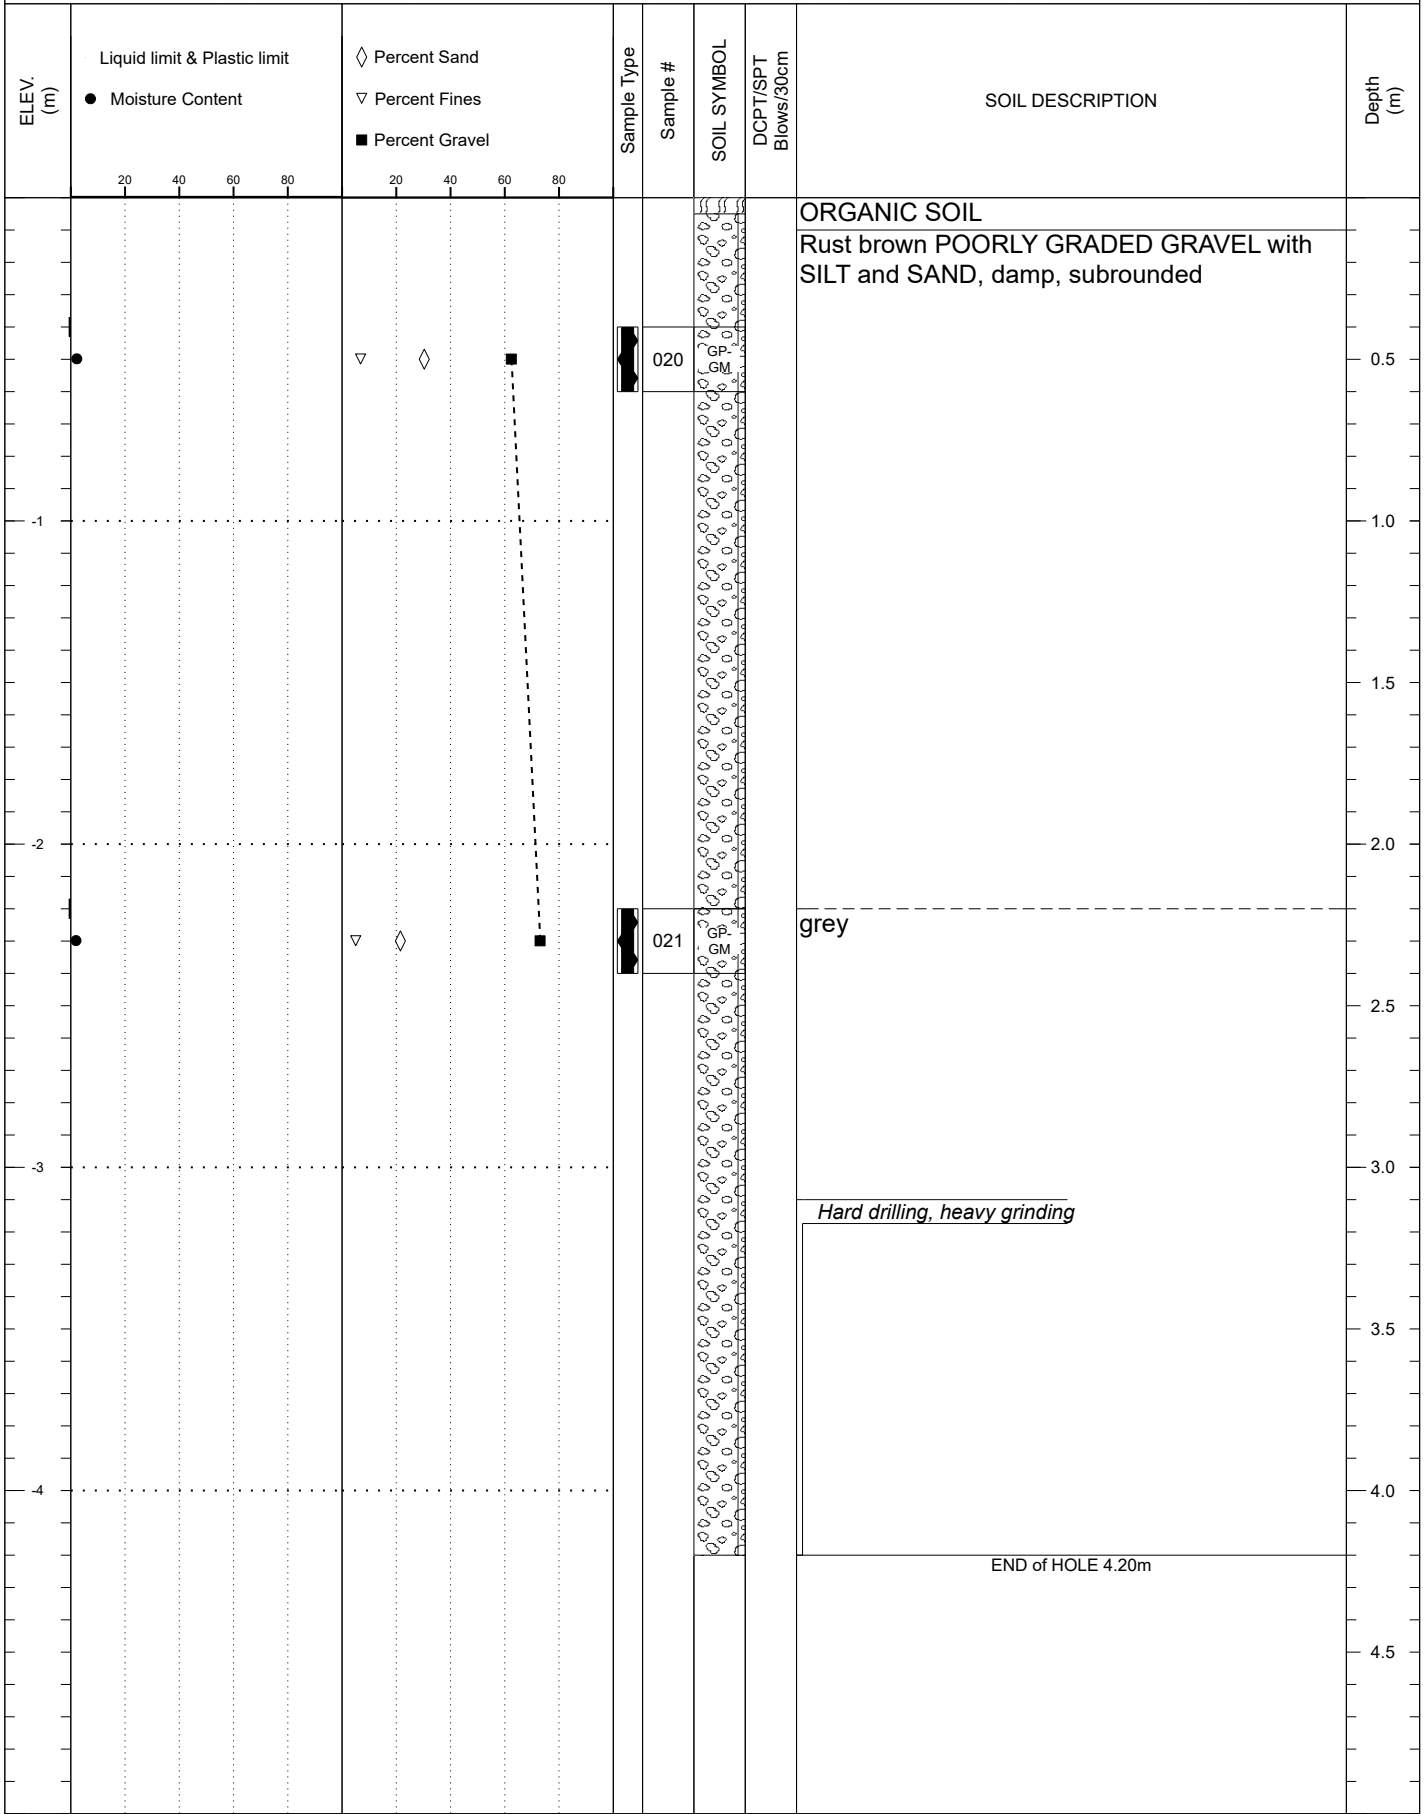 ELEV.
(m)
Liquid limit & Plastic limit
Moisture Content
Percent Sand
Percent Fines
Percent Gravel
Sample Type
Sample #
SOIL SYMBOL
DCPT/SPT
Blows/30cm
SOIL DESCRIPTION
Depth
(m)
20 40 60 80 20 40 60 80
ORGANIC SOIL
Rust brown POORLY GRADED GRAVEL with
SILT and SAND, damp, subrounded
020
GP-
GM
0.5
-1 1.0
1.5
-2 2.0
grey
021
GP-
GM
2.5
-3 3.0
Hard drilling, heavy grinding
3.5
-4 4.0
END of HOLE 4.20m
4.5